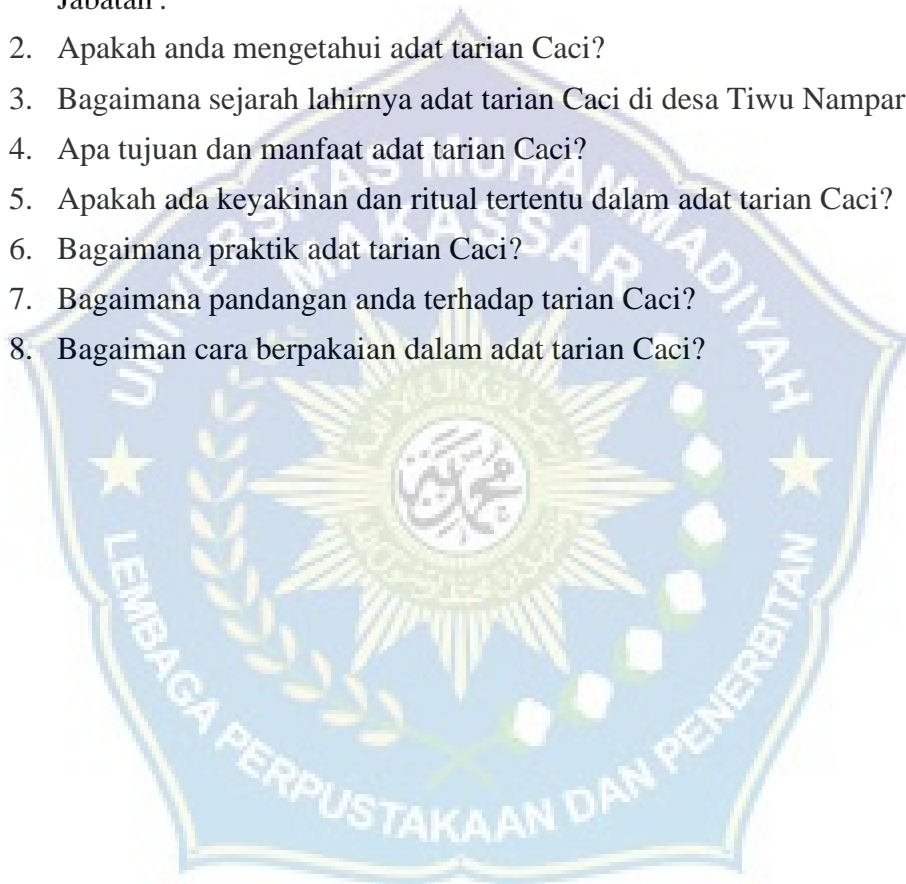 Jabatan :
2. Apakah anda mengetahui adat tarian Caci?
3. Bagaimana sejarah lahirnya adat tarian Caci di desa Tiwu Nampar
4. Apa tujuan dan manfaat adat tarian Caci?
5. Apakah ada keyakinan dan ritual tertentu dalam adat tarian Caci?
6. Bagaimana praktik adat tarian Caci?
7. Bagaimana pandangan anda terhadap tarian Caci?
8. Bagaiman cara berpakaian dalam adat tarian Caci?
UNIVERSITAS MUHAMMADIYAH
MAKASSAR
LEMBAGA PERPUSTAKAAN DAN PENERBITAN